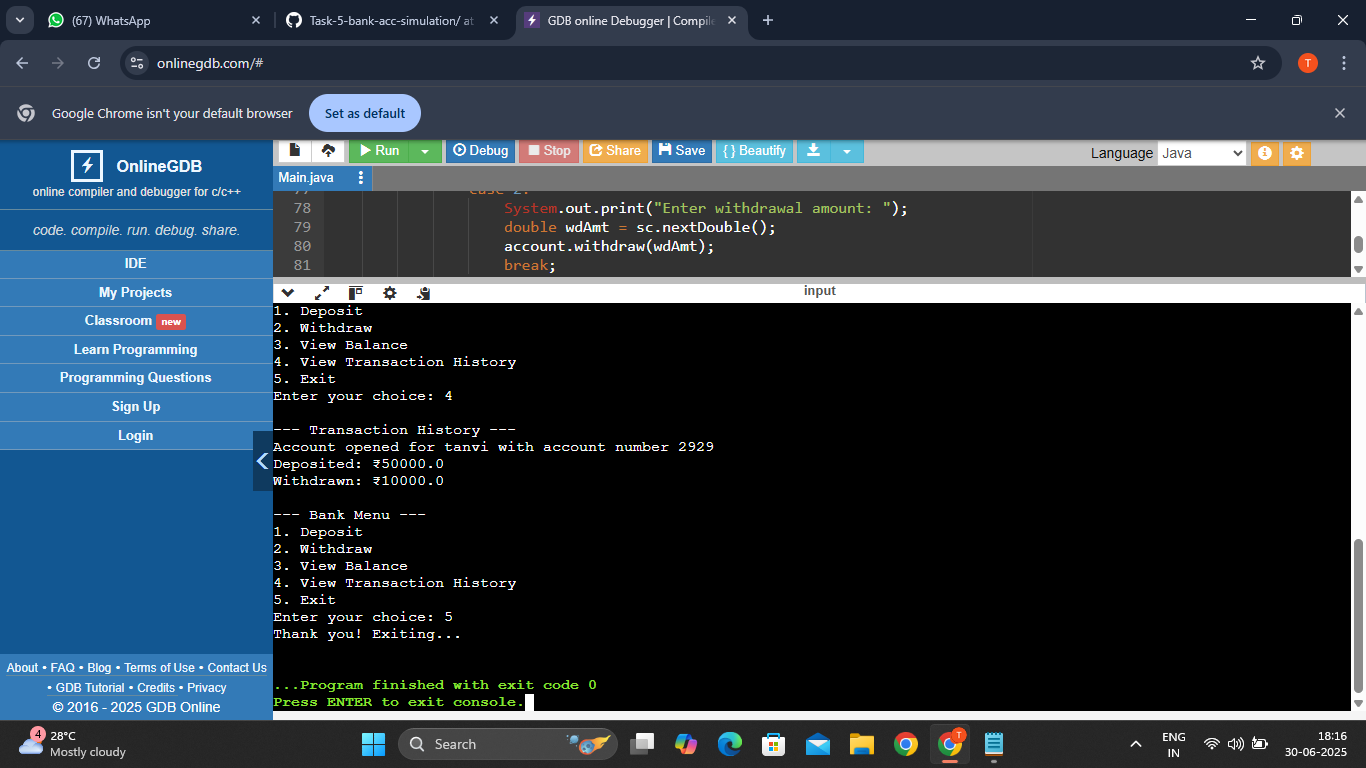 (67) WhatsApp
Task-5-bank-acc-simulation/ at
GDB online Debugger | Compile
onlinegdb.com/#
T
Google Chrome isn't your default browser
Set as default
OnlineGDB
online compiler and debugger for c/c++
code. compile. run. debug. share.
IDE
My Projects
Classroom new
Learn Programming
Programming Questions
Sign Up
Login
About • FAQ • Blog • Terms of Use • Contact Us
• GDB Tutorial • Credits • Privacy
© 2016 - 2025 GDB Online
Run
Debug
Stop
Share
Save
{ } Beautify
Language Java
Main.java
77 case 2:
78 System.out.print("Enter withdrawal amount: ");
79 double wdAmt = sc.nextDouble();
80 account.withdraw(wdAmt);
81 break;
input
1. Deposit
2. Withdraw
3. View Balance
4. View Transaction History
5. Exit
Enter your choice: 4
--- Transaction History ---
Account opened for tanvi with account number 2929
Deposited: ₹50000.0
Withdrawn: ₹10000.0
--- Bank Menu ---
1. Deposit
2. Withdraw
3. View Balance
4. View Transaction History
5. Exit
Enter your choice: 5
Thank you! Exiting...
...Program finished with exit code 0
Press ENTER to exit console.
4
28°C
Mostly cloudy
Search
T
ENG
IN
18:16
30-06-2025